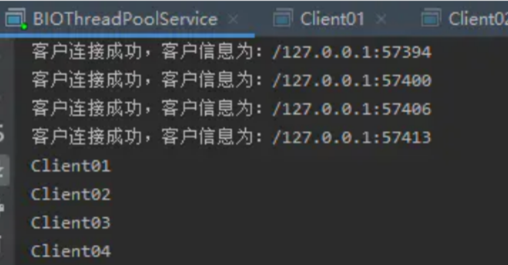 BIOThreadPoolService
Client01
Client02
客户连接成功，客户信息为：/127.0.0.1:57394
客户连接成功，客户信息为：/127.0.0.1:57400
客户连接成功，客户信息为：/127.0.0.1:57406
客户连接成功，客户信息为：/127.0.0.1:57413
Client01
Client02
Client03
Client04